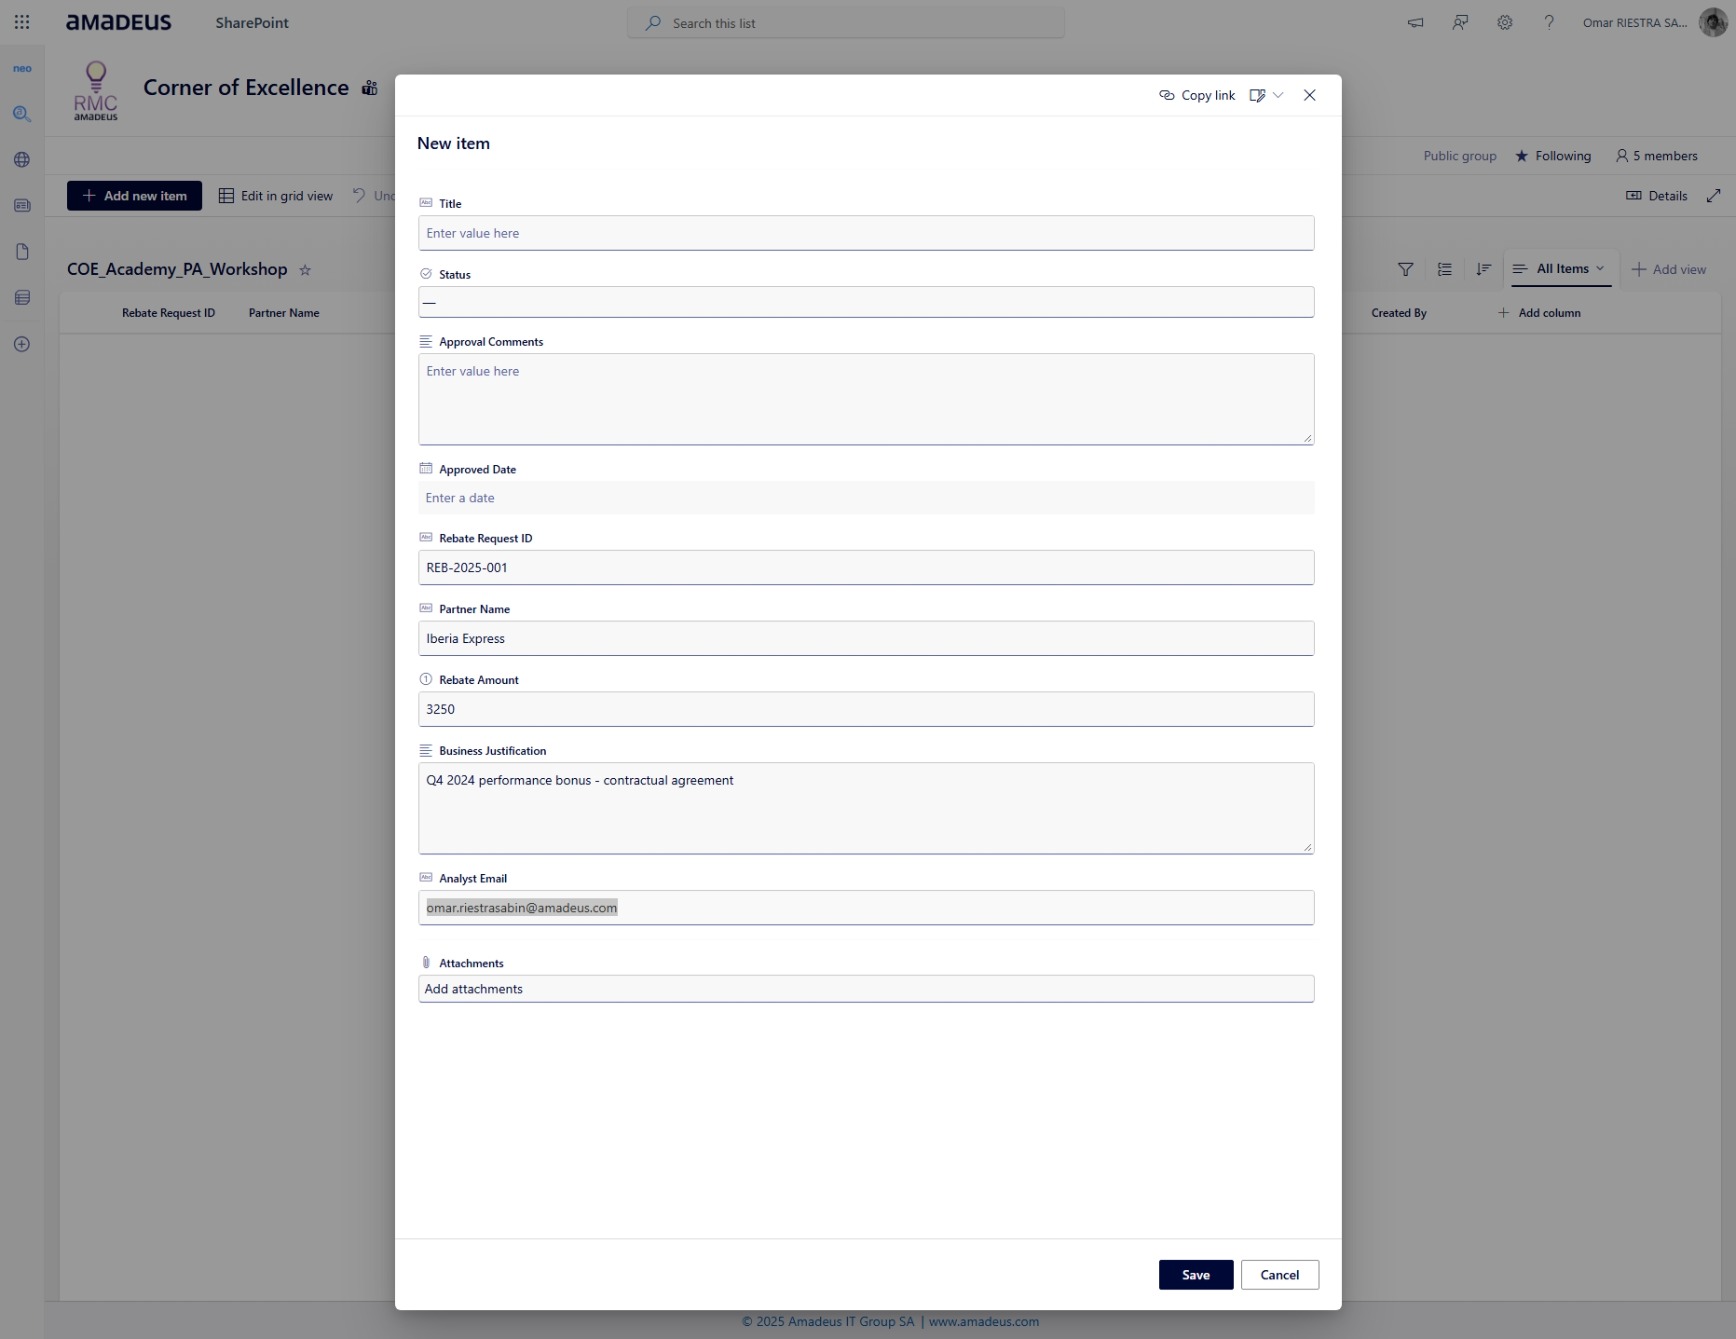 amadeus
SharePoint
Search this list
Omar RIESTRA SA...
neo
RMC
amadeus
Corner of Excellence
Copy link
New item
Public group
Following
5 members
Add new item
Edit in grid view
Und
Details
COE_Academy_PA_Workshop
All Items
Add view
Rebate Request ID
Partner Name
Created By
Add column
Title
Enter value here
Status
—
Approval Comments
Enter value here
Approved Date
Enter a date
Rebate Request ID
REB-2025-001
Partner Name
Iberia Express
Rebate Amount
3250
Business Justification
Q4 2024 performance bonus - contractual agreement
Analyst Email
omar.riestrasabin@amadeus.com
Attachments
Add attachments
Save
Cancel
© 2025 Amadeus IT Group SA | www.amadeus.com